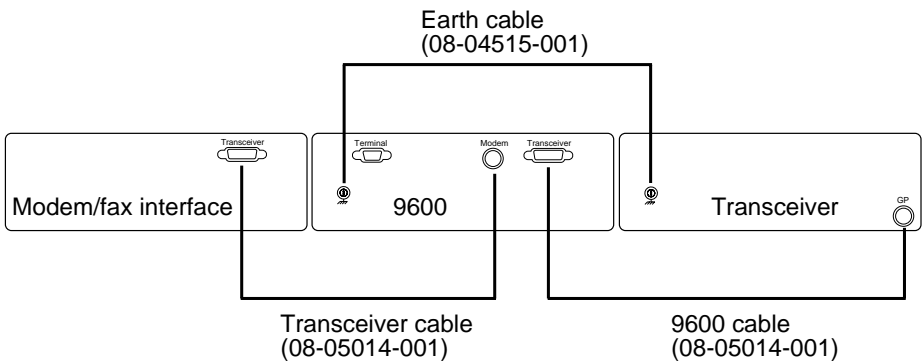 Earth cable
(08-04515-001)
Transceiver
Terminal
Modem
Transceiver
GP
Modem/fax interface
9600
Transceiver
Transceiver cable
(08-05014-001)
9600 cable
(08-05014-001)